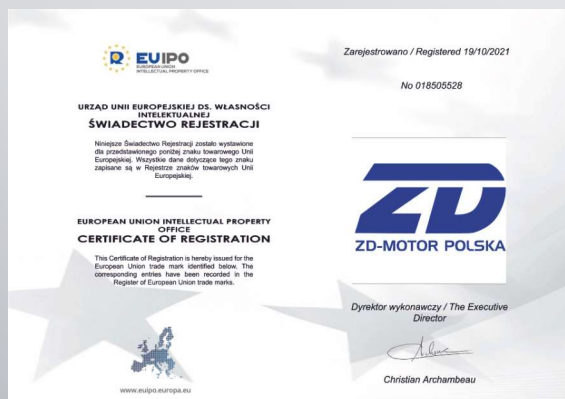 EUIPO
EUROPEAN UNION
INTELLECTUAL PROPERTY OFFICE
URZĄD UNII EUROPEJSKIEJ DS. WŁASNOŚCI
INTELEKTUALNEJ
ŚWIADECTWO REJESTRACJI
Niniejsze Świadectwo Rejestracji zostało wystawione
dla przedstawionego poniżej znaku towarowego Unii
Europejskiej. Wszystkie dane dotyczące tego znaku
zapisane są w Rejestrze znaków towarowych Unii
Europejskiej.
EUROPEAN UNION INTELLECTUAL PROPERTY
OFFICE
CERTIFICATE OF REGISTRATION
This Certificate of Registration is hereby issued for the
European Union trade mark identified below. The
corresponding entries have been recorded in the
Register of European Union trade marks.
www.euipo.europa.eu
Zarejestrowano / Registered 19/10/2021
No 018505528
ZD
ZD-MOTOR POLSKA
Dyrektor wykonawczy / The Executive
Director
Christian Archambeau